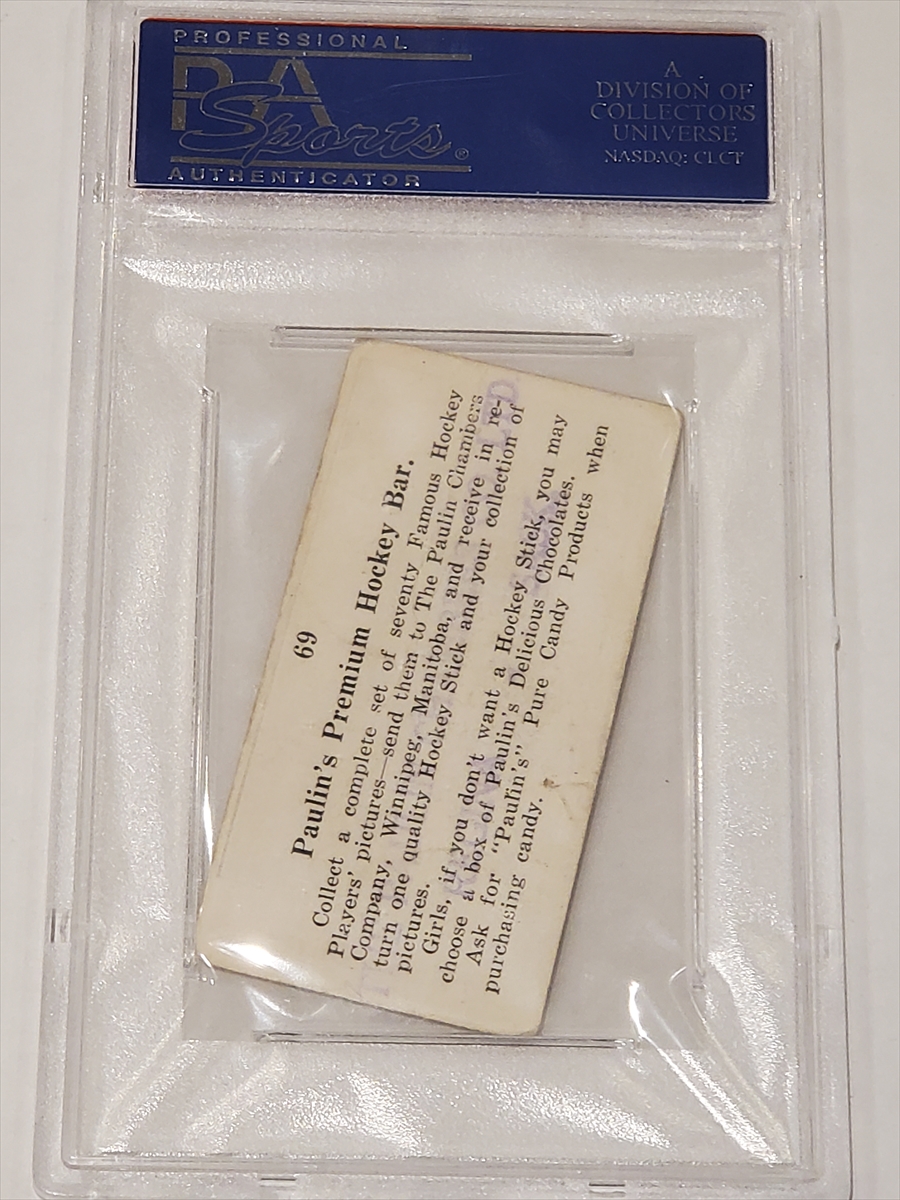 PROFESSIONAL
PSA
Sports®
AUTHENTICATOR
A
DIVISION OF
COLLECTORS
UNIVERSE
NASDAQ: CLCT
69
Paulin's Premium Hockey Bar.
Collect a complete set of seventy Famous Hockey
Players' pictures—send them to The Paulin Chambers
Company, Winnipeg, Manitoba, and receive in re-
turn one quality Hockey Stick and your collection of
pictures.
Girls, if you don't want a Hockey Stick, you may
choose a box of Paulin's Delicious Chocolates.
Ask for "Paulin's" Pure Candy Products when
purchasing candy.